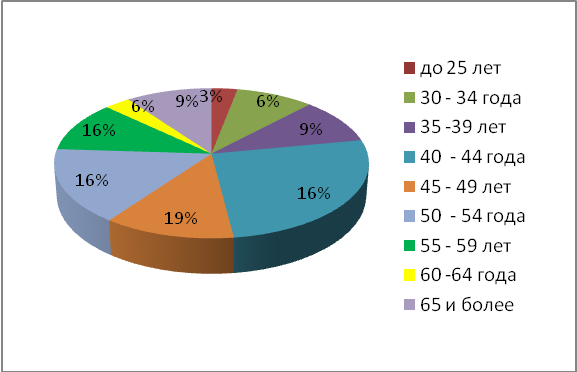 3%
6%
9%
16%
19%
16%
16%
6%
9%
до 25 лет
30 - 34 года
35 -39 лет
40  - 44 года
45 - 49 лет
50  - 54 года
55 - 59 лет
60 -64 года
65 и более